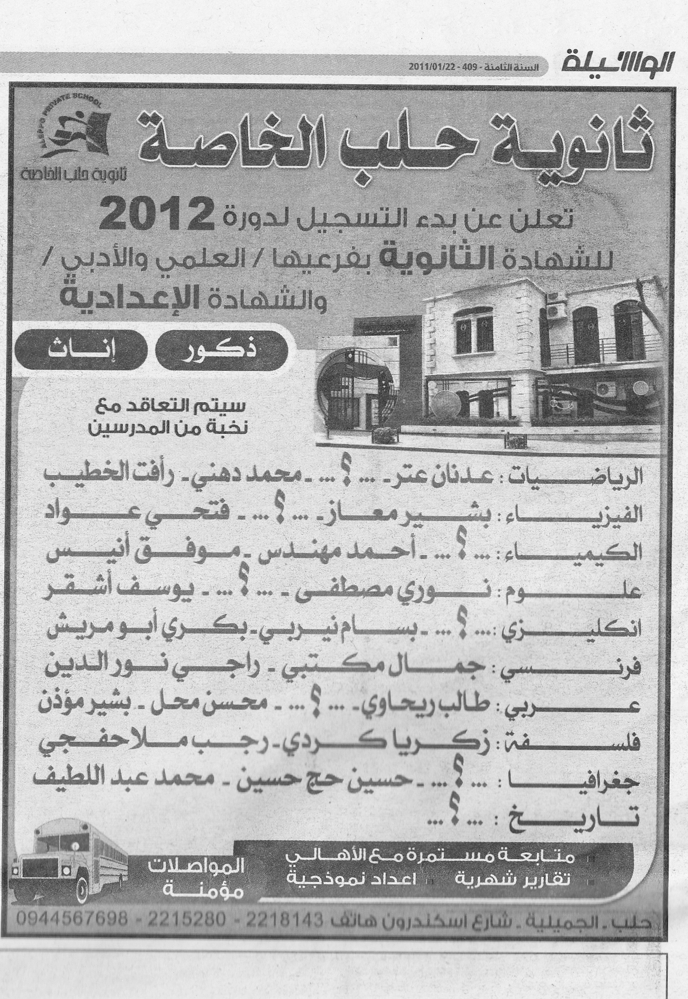 الوسيلة
السنة الثامنة - 409 - 2011/01/22
ALEPPO PRIVATE SCHOOL
ثانوية حلب الخاصة
ثانوية حلب الخاصة
تعلن عن بدء التسجيل لدورة 2012
للشهادة الثانوية بفرعيها / العلمي والأدبي /
والشهادة الإعدادية
ذكور
إناث
سيتم التعاقد مع
نخبة من المدرسين
الرياضيات : عدنان عتر - ... ؟ ... - محمد دهني - رأفت الخطيب
الفيزياء : بشير معاز - ... ؟ ... - فتحي عواد
الكيمياء : ... ؟ ... - أحمد مهندس - موفق أنيس
علوم : نوري مصطفى - ... ؟ ... - يوسف أشقر
انكليزي : ... ؟ ... - بسام نيربي - بكري أبو مريش
فرنسي : جمال مكتبي - راجي نور الدين
عربي : طالب ريحاوي - ... ؟ ... - محسن محل - بشير مؤذن
فلسفة : زكريا كردي - رجب ملاحفجي
جغرافيا : ... ؟ ... - حسين حج حسين - محمد عبد اللطيف
تاريخ : ... ؟ ...
متابعة مستمرة مع الأهالي
تقارير شهرية اعداد نموذجية
المواصلات
مؤمنة
حلب - الجميلية - شارع اسكندرون هاتف 2218143 - 2215280 - 0944567698